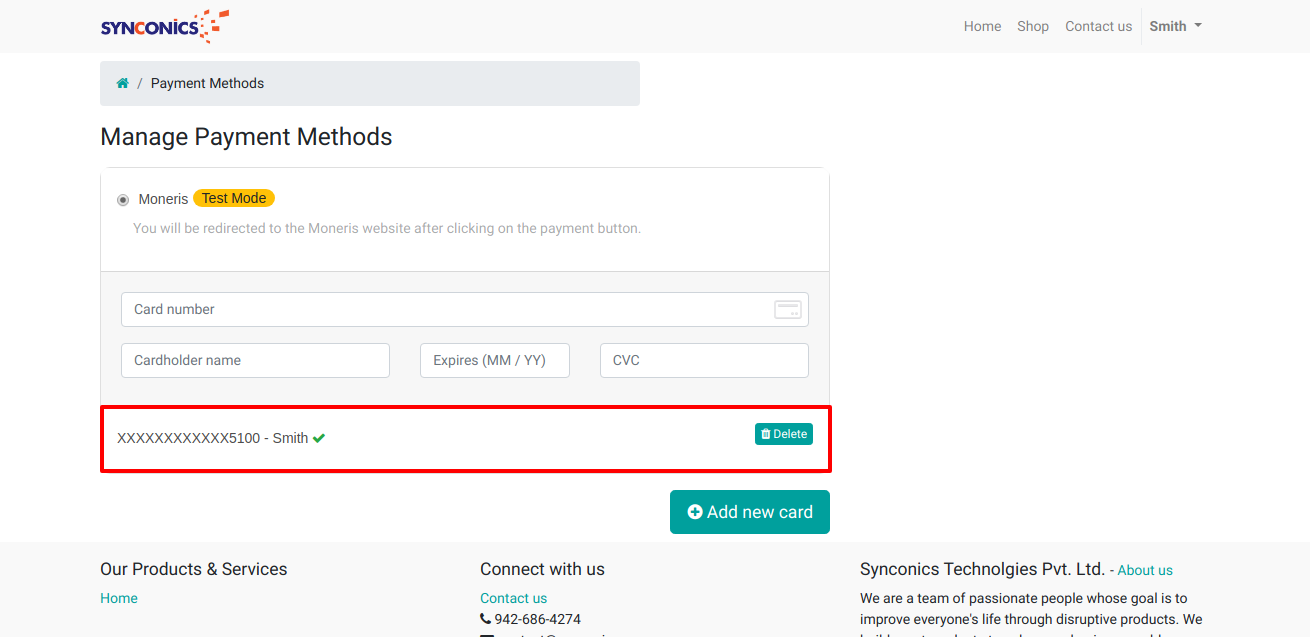 SYNCONICS
Home Shop Contact us Smith
/ Payment Methods
Manage Payment Methods
Moneris Test Mode
You will be redirected to the Moneris website after clicking on the payment button.
Card number
Cardholder name Expires (MM / YY) CVC
XXXXXXXXXXXX5100 - Smith
Delete
Add new card
Our Products & Services
Home
Connect with us
Contact us
942-686-4274
Synconics Technolgies Pvt. Ltd. - About us
We are a team of passionate people whose goal is to
improve everyone's life through disruptive products. We